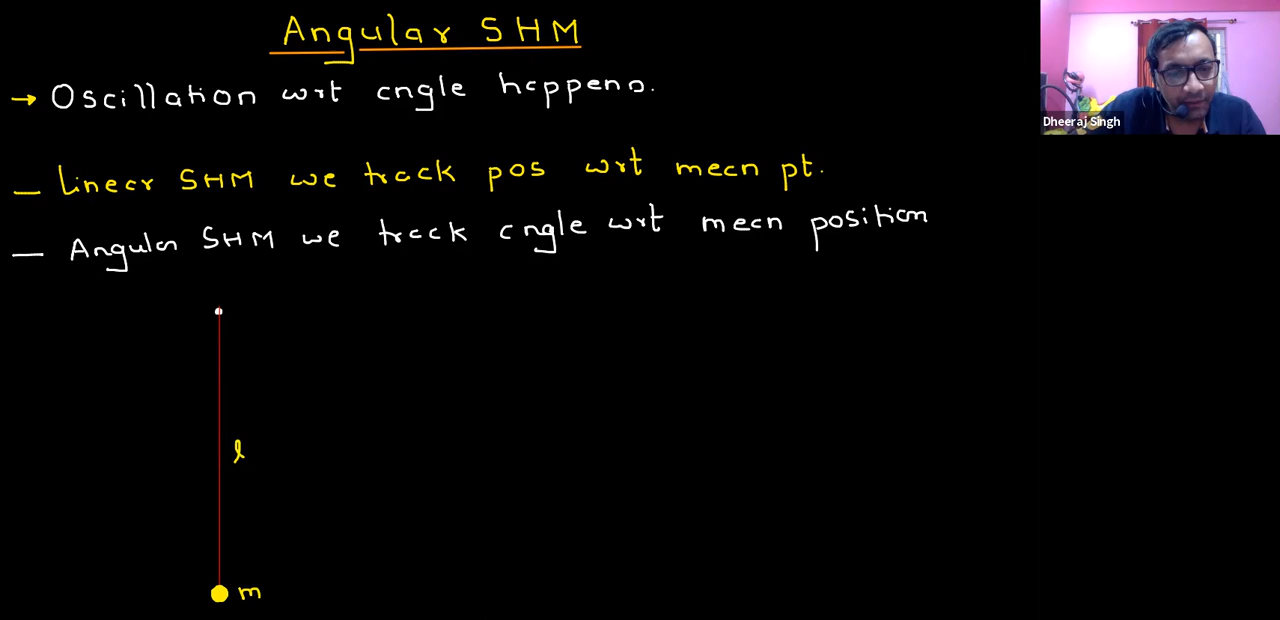 Angular SHM
→ Oscillation wrt angle happens.
Dheeraj Singh
— Linear SHM we track pos wrt mean pt.
— Angular SHM we track angle wrt mean position
l
m